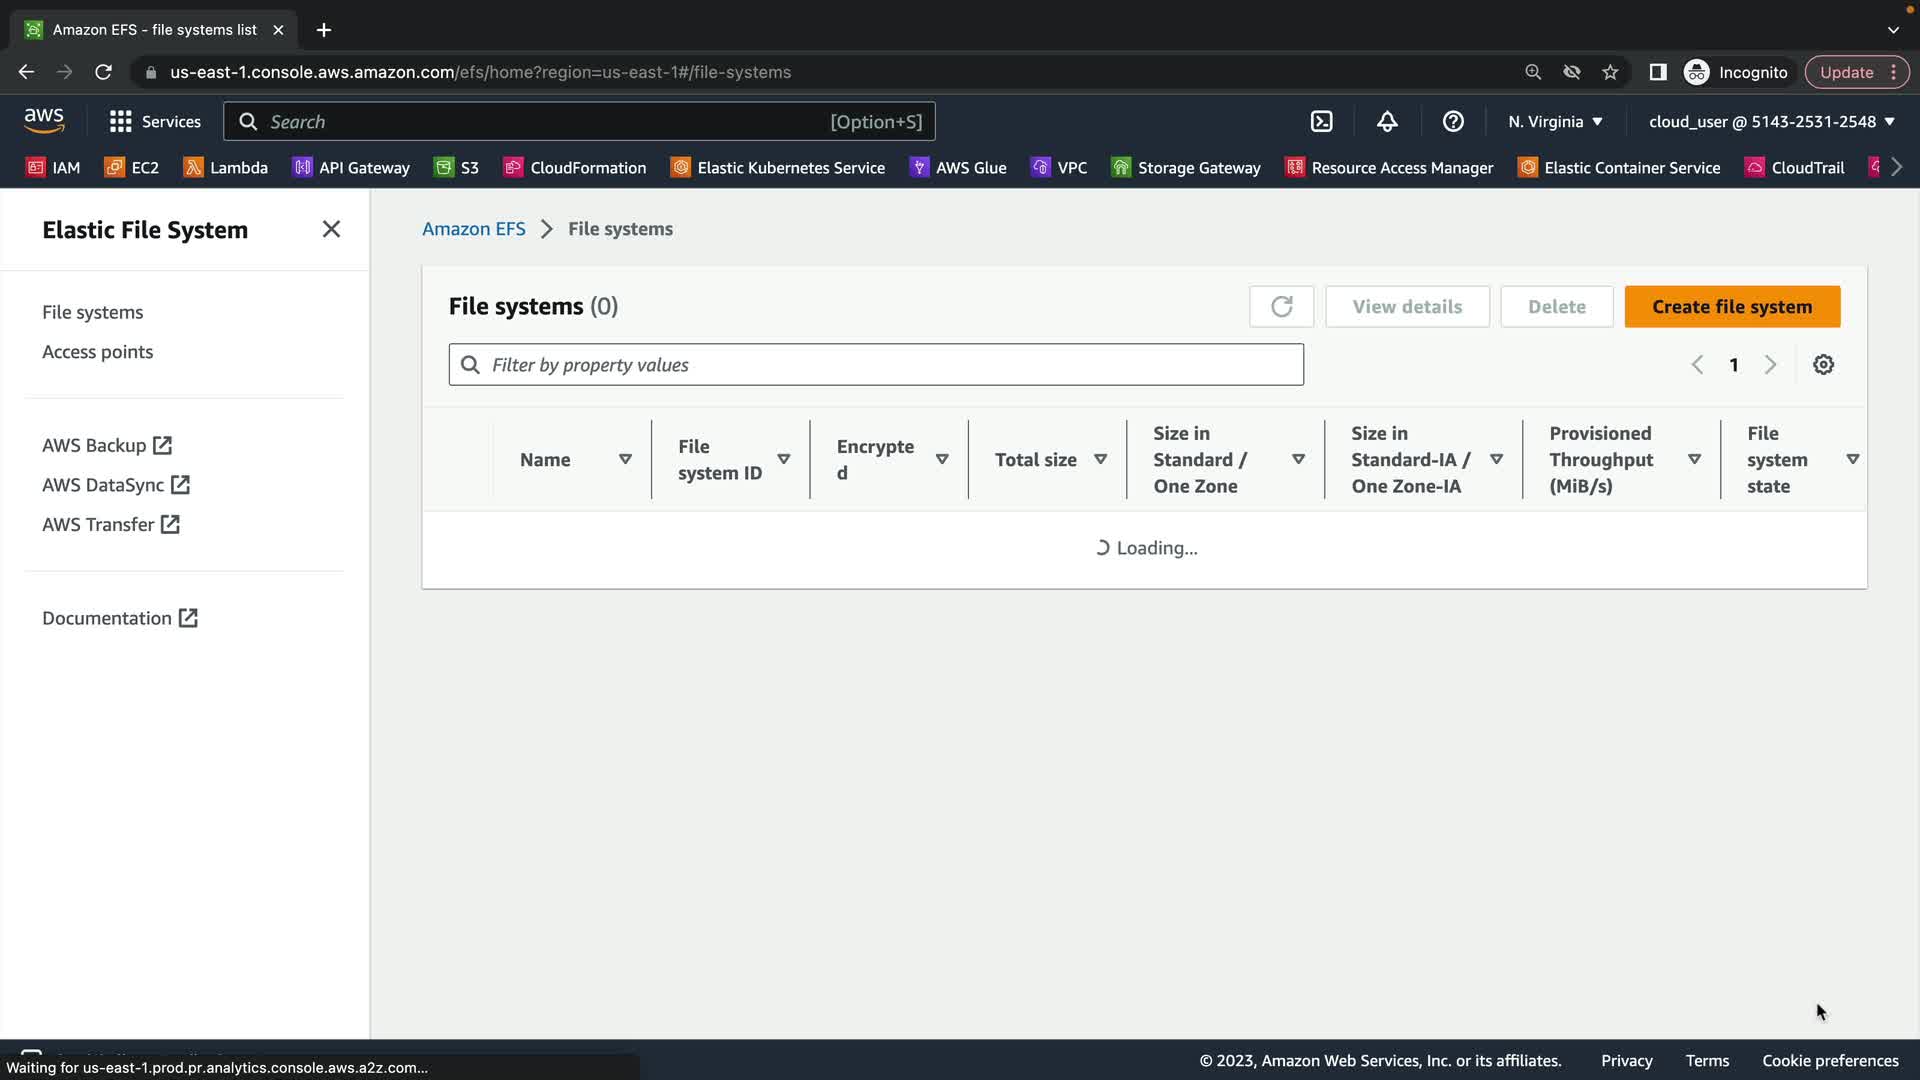 Amazon EFS - file systems list
us-east-1.console.aws.amazon.com/efs/home?region=us-east-1#/file-systems
Incognito
Update
aws
Services
Search
[Option+S]
N. Virginia
cloud_user @ 5143-2531-2548
IAM
EC2
Lambda
API Gateway
S3
CloudFormation
Elastic Kubernetes Service
AWS Glue
VPC
Storage Gateway
Resource Access Manager
Elastic Container Service
CloudTrail
Elastic File System
File systems
Access points
AWS Backup
AWS DataSync
AWS Transfer
Documentation
Amazon EFS > File systems
File systems (0)
View details
Delete
Create file system
Filter by property values
1
Name
File
system ID
Encrypte
d
Total size
Size in
Standard /
One Zone
Size in
Standard-IA /
One Zone-IA
Provisioned
Throughput
(MiB/s)
File
system
state
Loading...
Waiting for us-east-1.prod.pr.analytics.console.aws.a2z.com...
© 2023, Amazon Web Services, Inc. or its affiliates.
Privacy
Terms
Cookie preferences